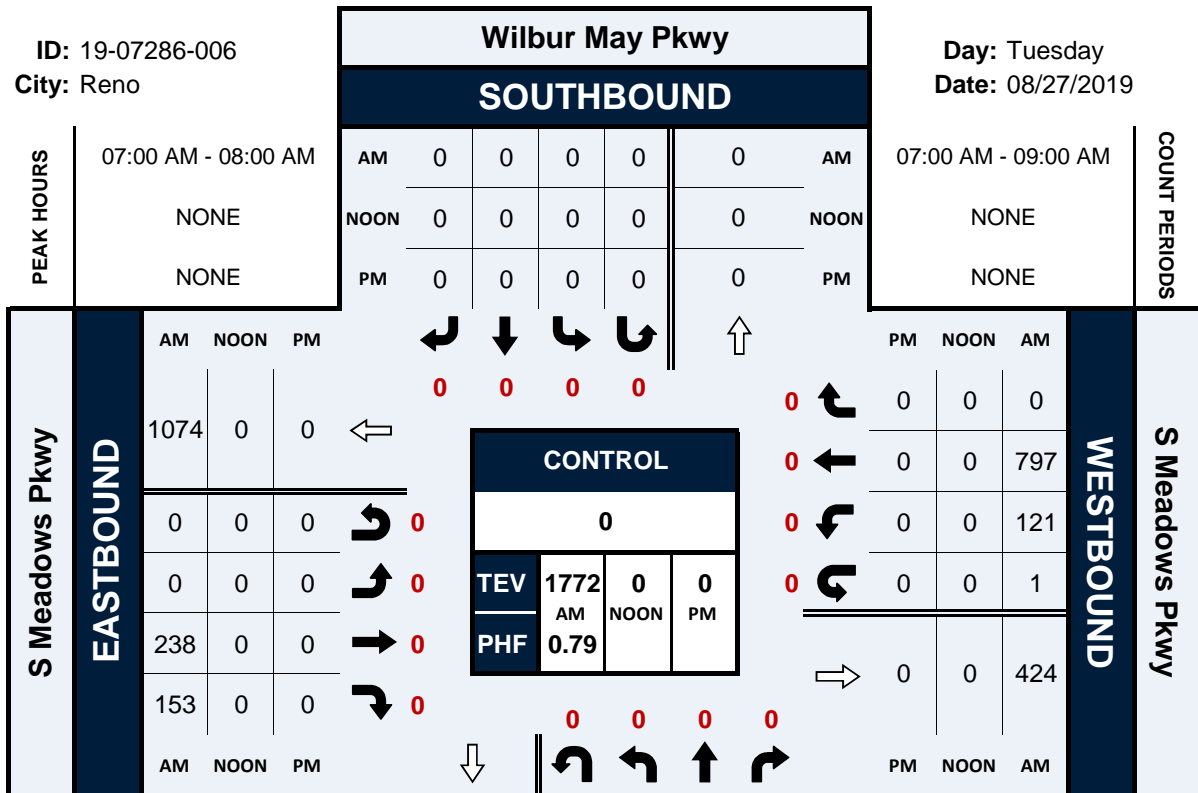 ID: 19-07286-006
City: Reno
Wilbur May Pkwy
SOUTHBOUND
Day: Tuesday
Date: 08/27/2019
PEAK HOURS
07:00 AM - 08:00 AM
NONE
NONE
AM 0 0 0 0 0 AM
NOON 0 0 0 0 0 NOON
PM 0 0 0 0 0 PM
07:00 AM - 09:00 AM
NONE
NONE
COUNT PERIODS
0 0 0 0
S Meadows Pkwy
EASTBOUND
AM NOON PM
1074 0 0
0 0 0 0
0 0 0 0
238 0 0 0
153 0 0 0
AM NOON PM
CONTROL
0
TEV 1772 0 0
AM NOON PM
PHF 0.79
PM NOON AM
0 0 0 0
0 0 0 797
0 0 0 121
0 0 0 1
0 0 424
PM NOON AM
WESTBOUND
S Meadows Pkwy
0 0 0 0